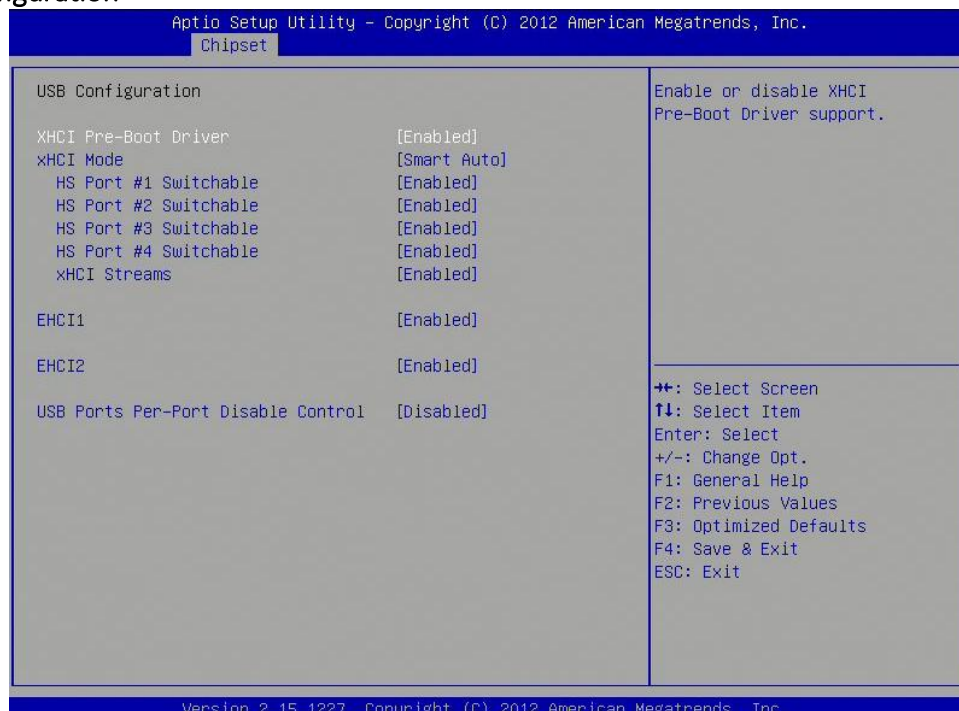 Aptio Setup Utility – Copyright (C) 2012 American Megatrends, Inc.
Chipset
USB Configuration
XHCI Pre-Boot Driver [Enabled]
xHCI Mode [Smart Auto]
HS Port #1 Switchable [Enabled]
HS Port #2 Switchable [Enabled]
HS Port #3 Switchable [Enabled]
HS Port #4 Switchable [Enabled]
xHCI Streams [Enabled]
EHCI1 [Enabled]
EHCI2 [Enabled]
USB Ports Per-Port Disable Control [Disabled]
Enable or disable XHCI
Pre-Boot Driver support.
→←: Select Screen
↑↓: Select Item
Enter: Select
+/-: Change Opt.
F1: General Help
F2: Previous Values
F3: Optimized Defaults
F4: Save & Exit
ESC: Exit
Version 2.15.1227. Copyright (C) 2012 American Megatrends, Inc.